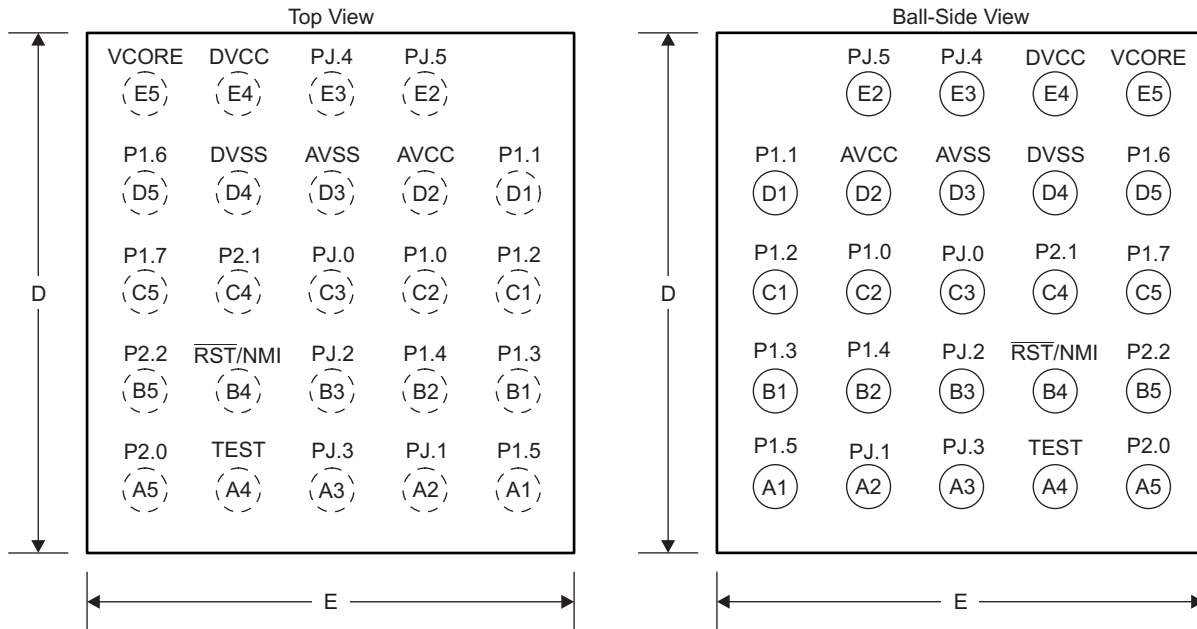 Top View
VCORE DVCC PJ.4 PJ.5
E5 E4 E3 E2
P1.6 DVSS AVSS AVCC P1.1
D5 D4 D3 D2 D1
P1.7 P2.1 PJ.0 P1.0 P1.2
C5 C4 C3 C2 C1
P2.2 RST/NMI PJ.2 P1.4 P1.3
B5 B4 B3 B2 B1
P2.0 TEST PJ.3 PJ.1 P1.5
A5 A4 A3 A2 A1
D
E
Ball-Side View
PJ.5 PJ.4 DVCC VCORE
E2 E3 E4 E5
P1.1 AVCC AVSS DVSS P1.6
D1 D2 D3 D4 D5
P1.2 P1.0 PJ.0 P2.1 P1.7
C1 C2 C3 C4 C5
P1.3 P1.4 PJ.2 RST/NMI P2.2
B1 B2 B3 B4 B5
P1.5 PJ.1 PJ.3 TEST P2.0
A1 A2 A3 A4 A5
D
E